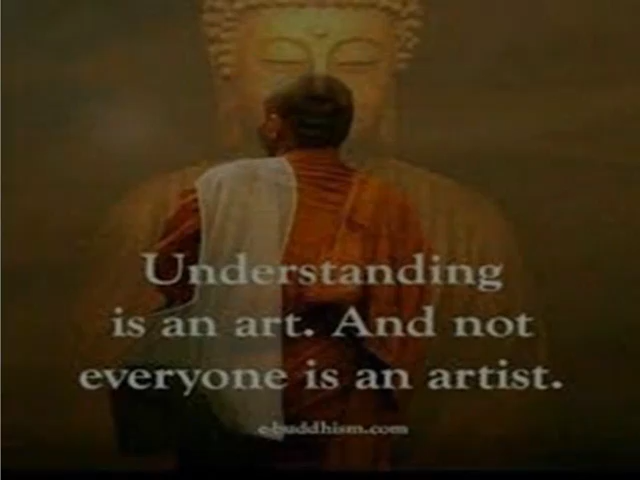 Understanding
is an art. And not
everyone is an artist.
e-buddhism.com